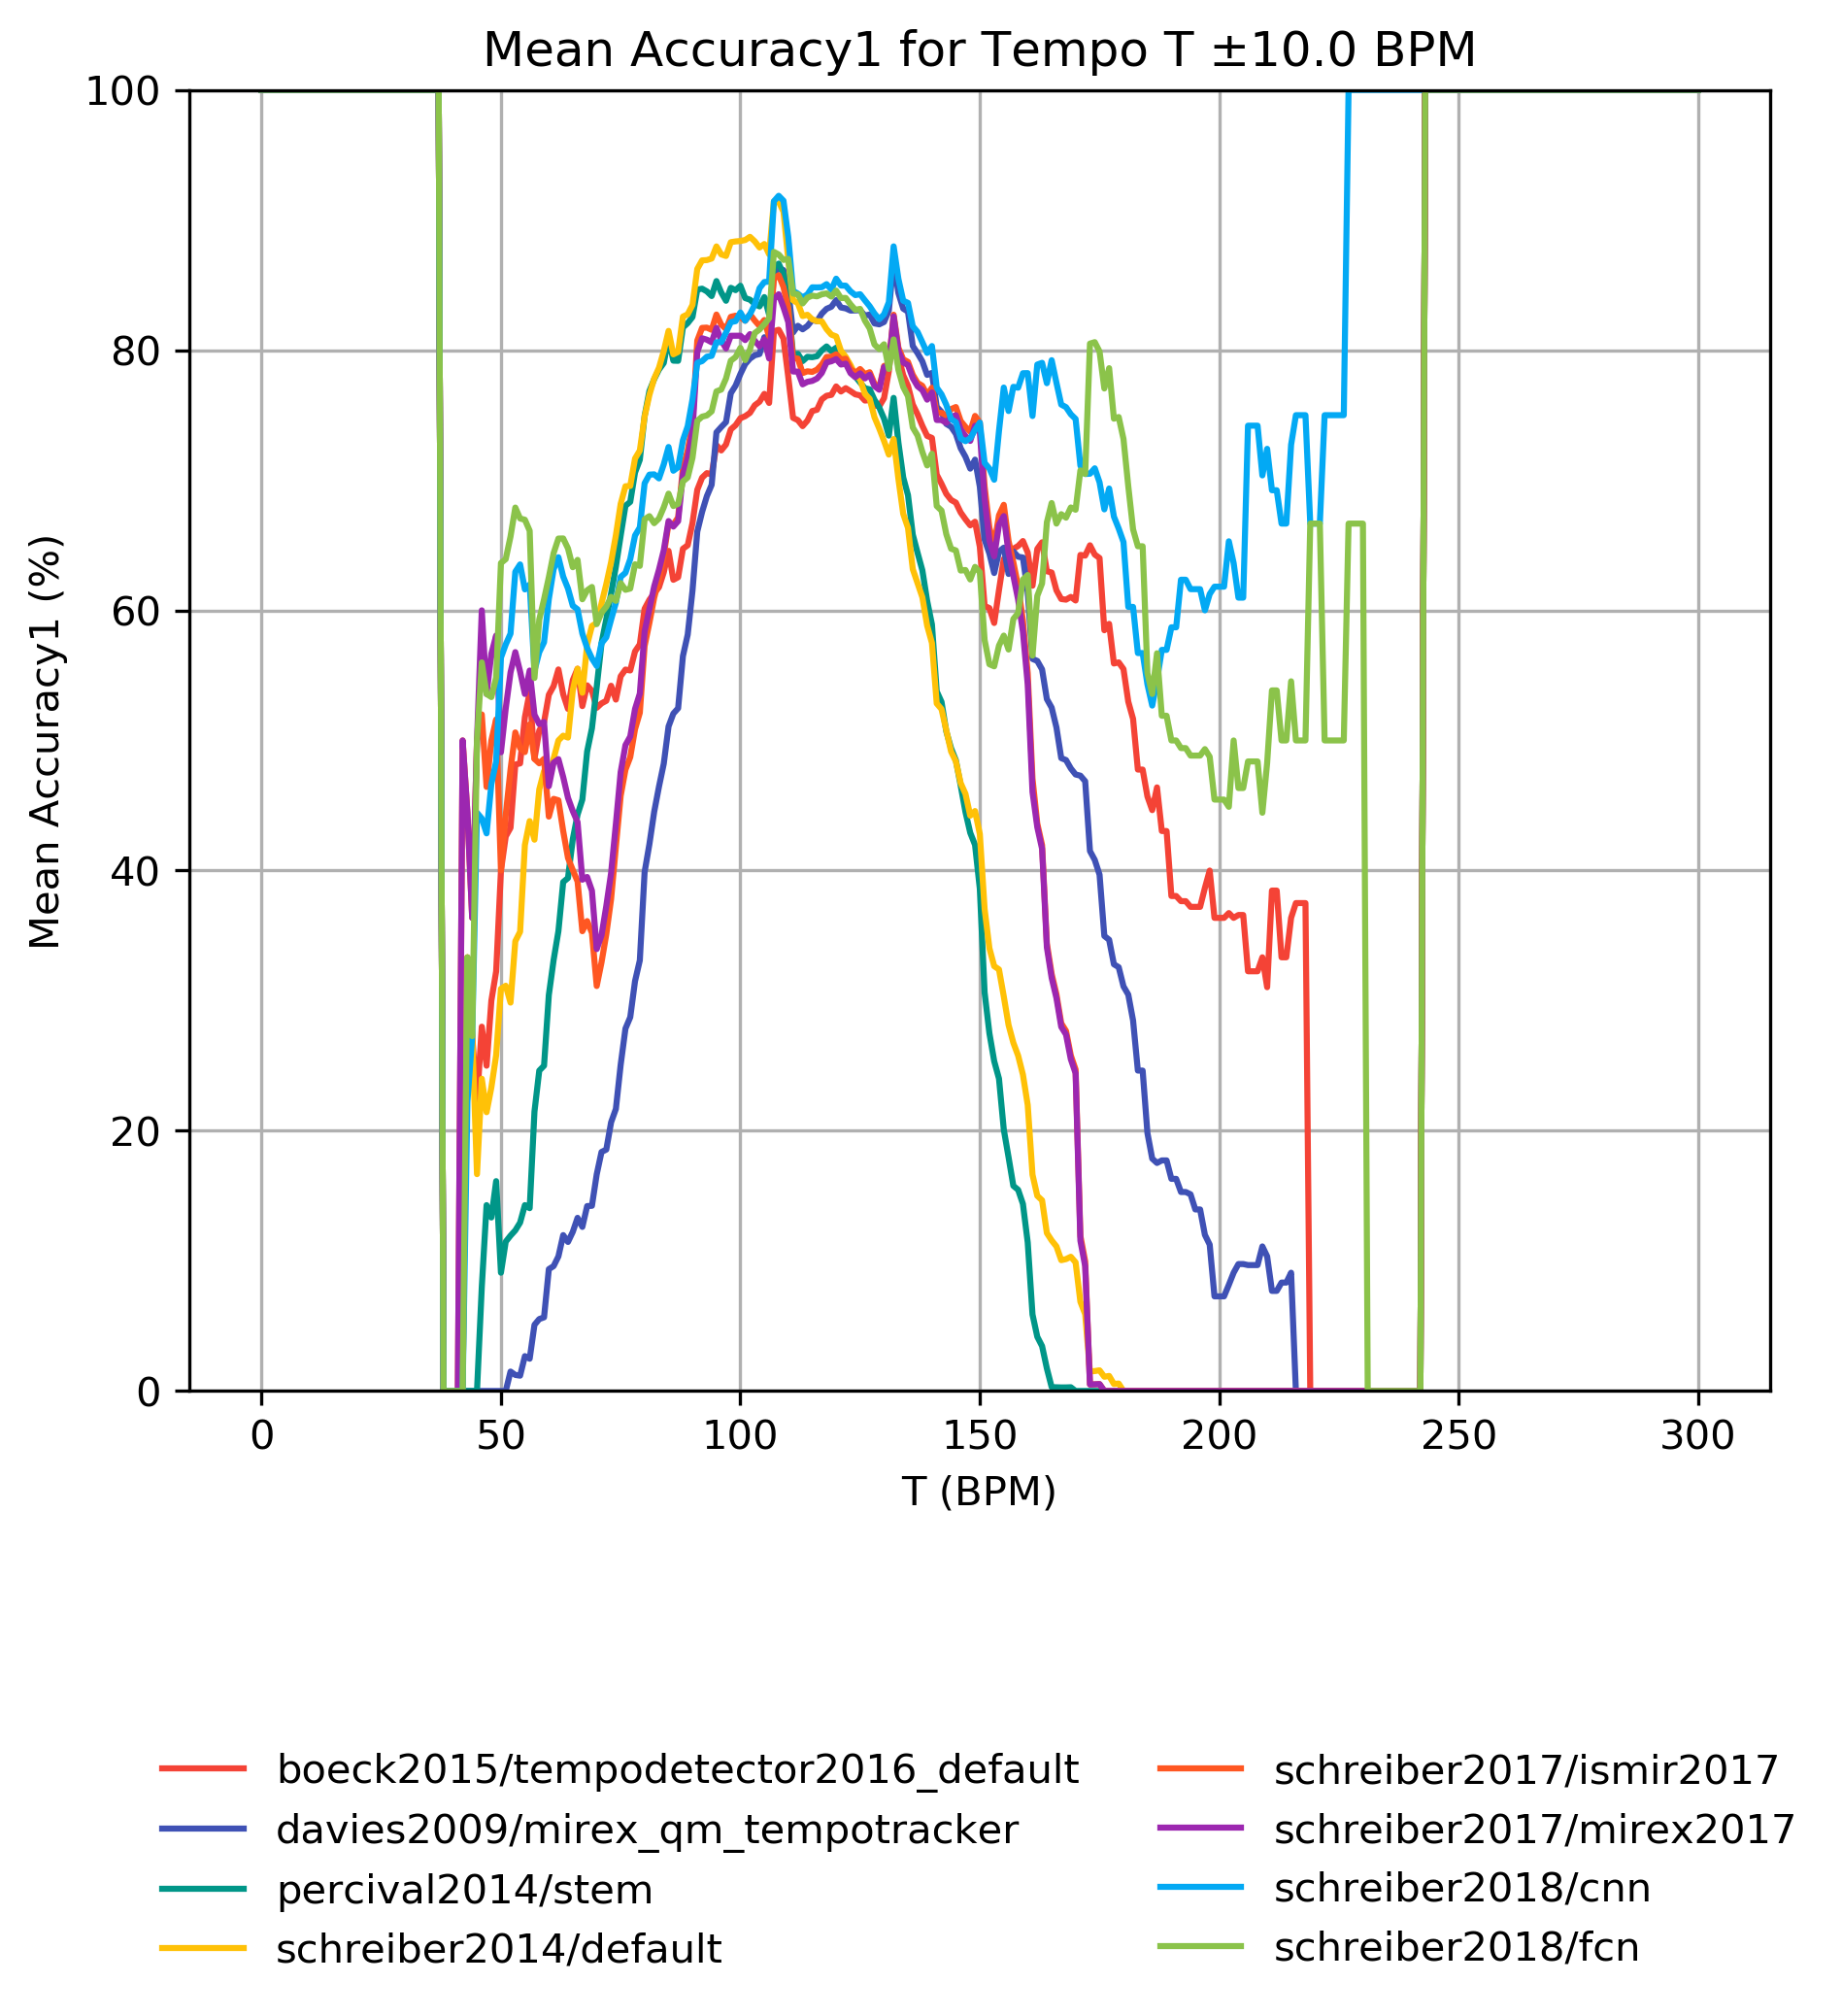 Mean Accuracy1 for Tempo T ±10.0 BPM
100
80
60
40
20
0
Mean Accuracy1 (%)
0 50 100 150 200 250 300
T (BPM)
boeck2015/tempodetector2016_default
davies2009/mirex_qm_tempotracker
percival2014/stem
schreiber2014/default
schreiber2017/ismir2017
schreiber2017/mirex2017
schreiber2018/cnn
schreiber2018/fcn